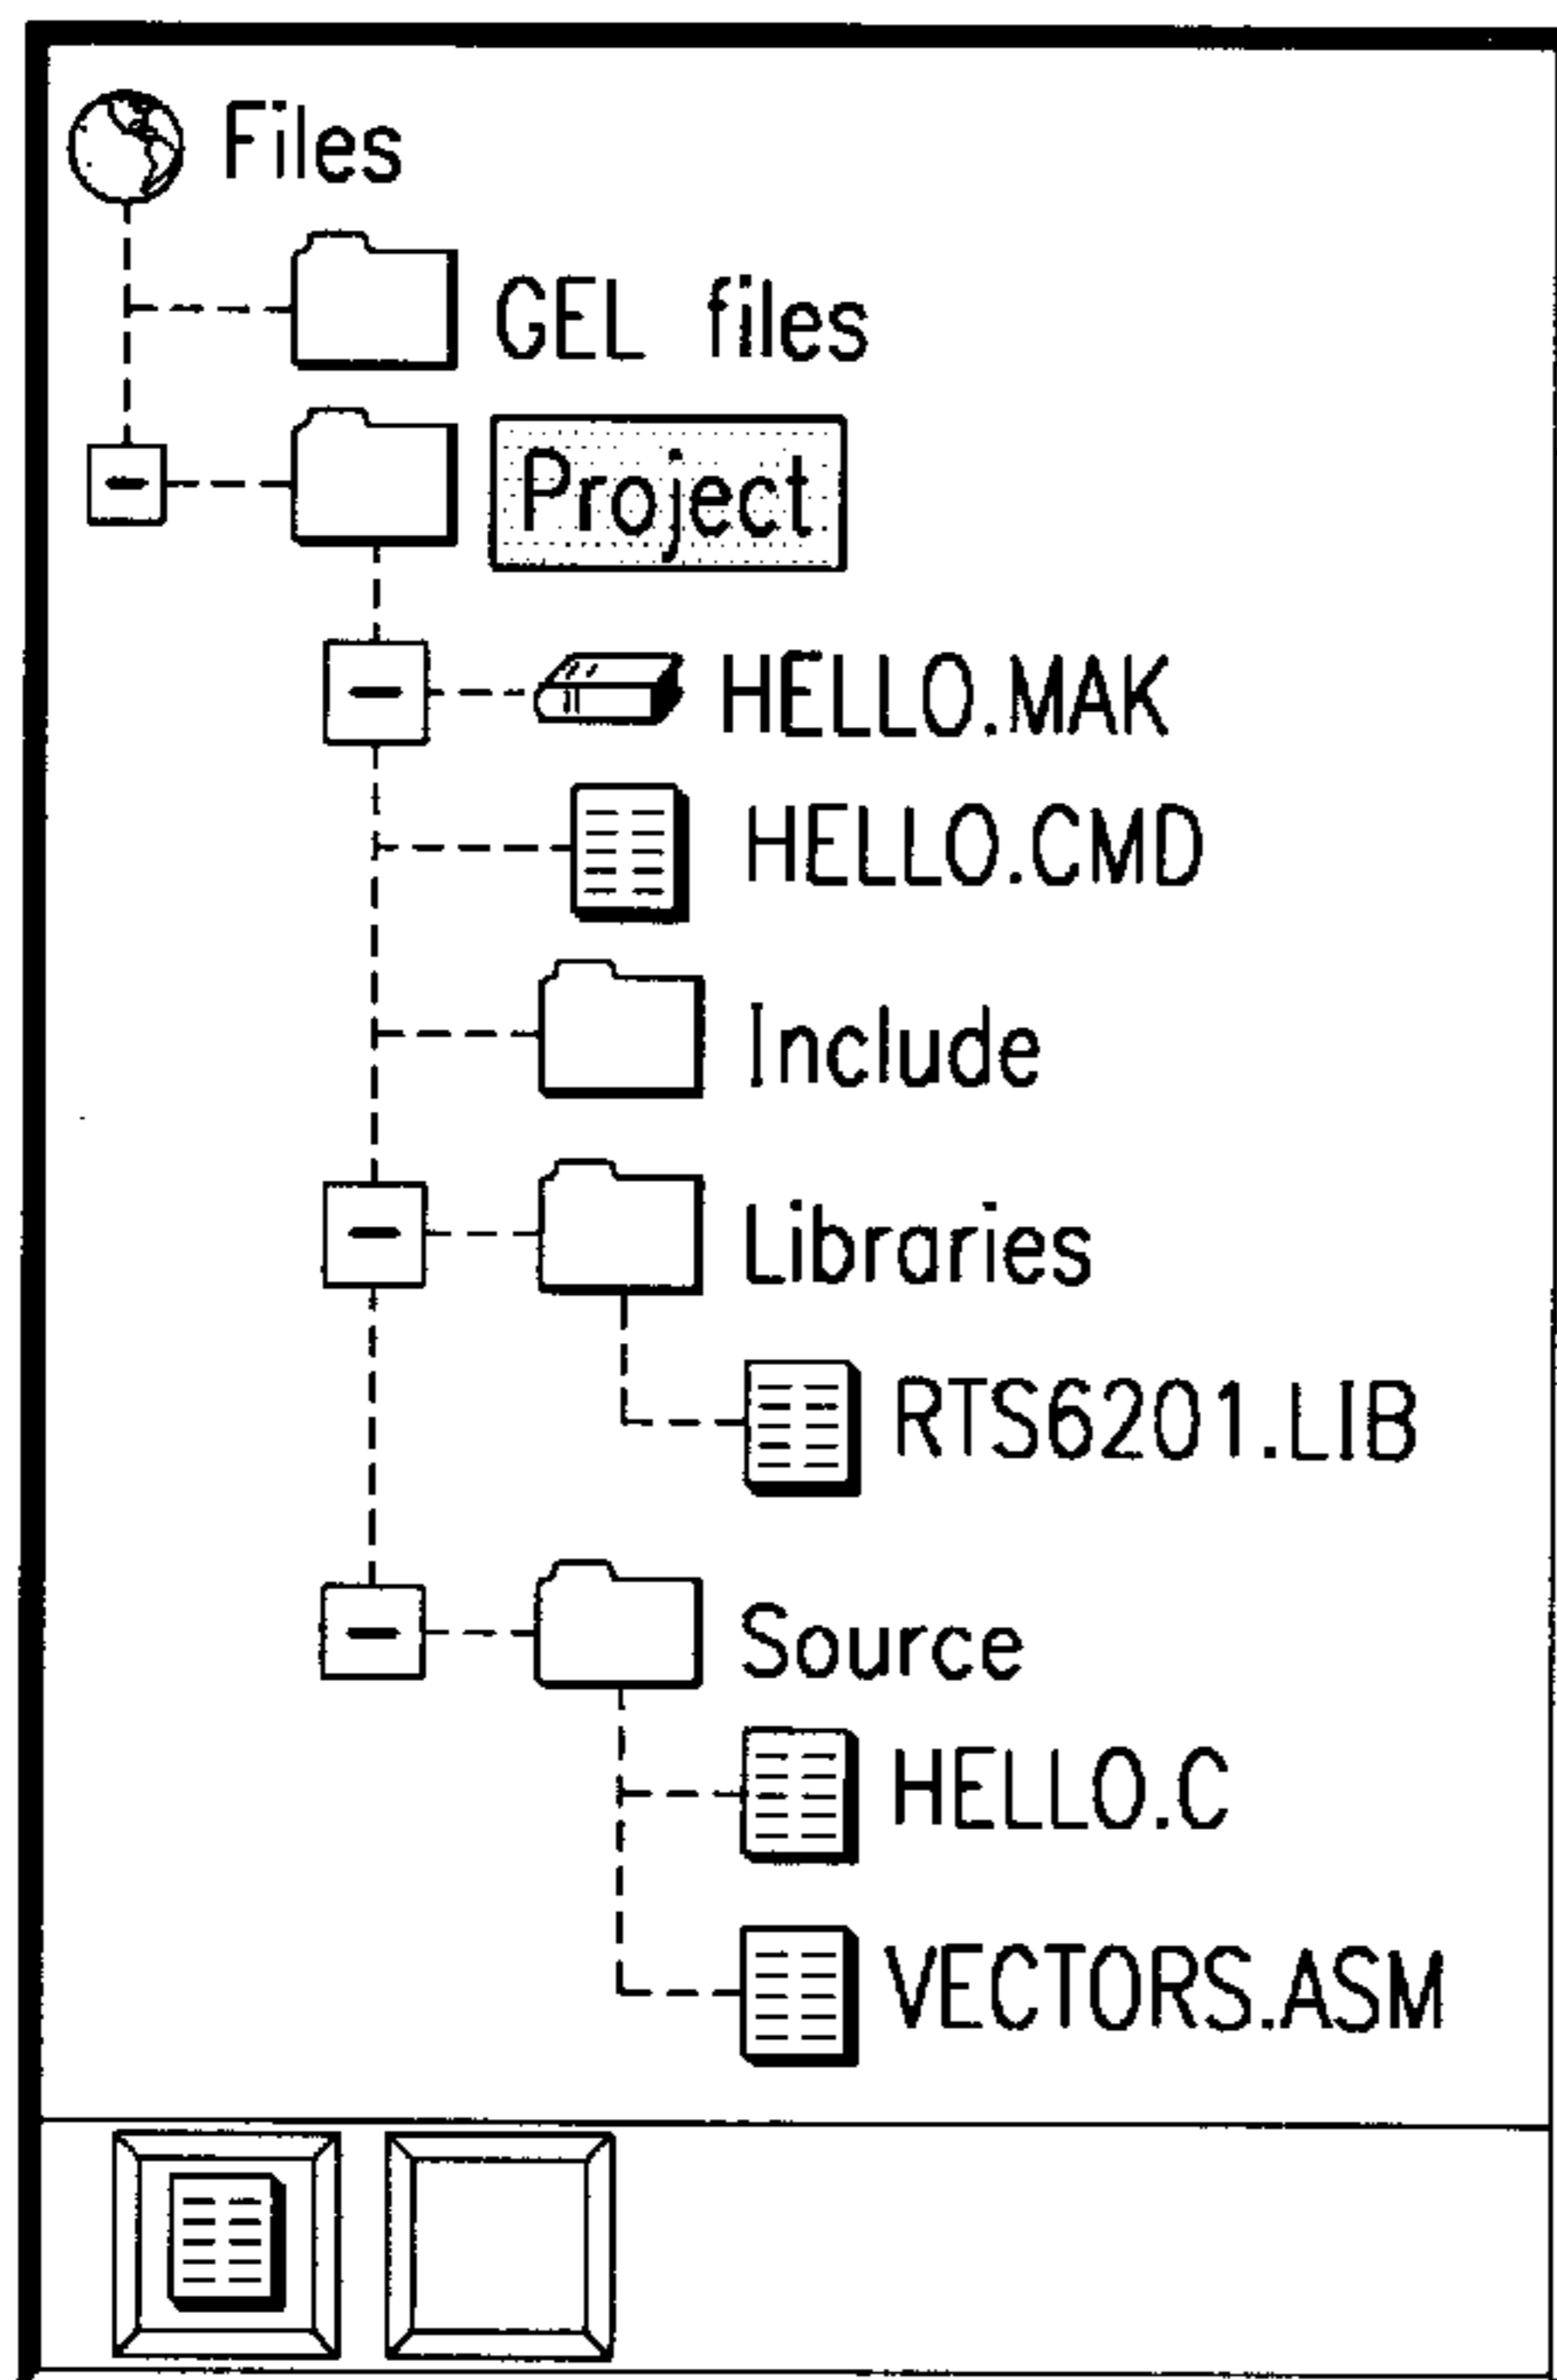 Files
GEL files
Project
HELLO.MAK
HELLO.CMD
Include
Libraries
RTS6201.LIB
Source
HELLO.C
VECTORS.ASM